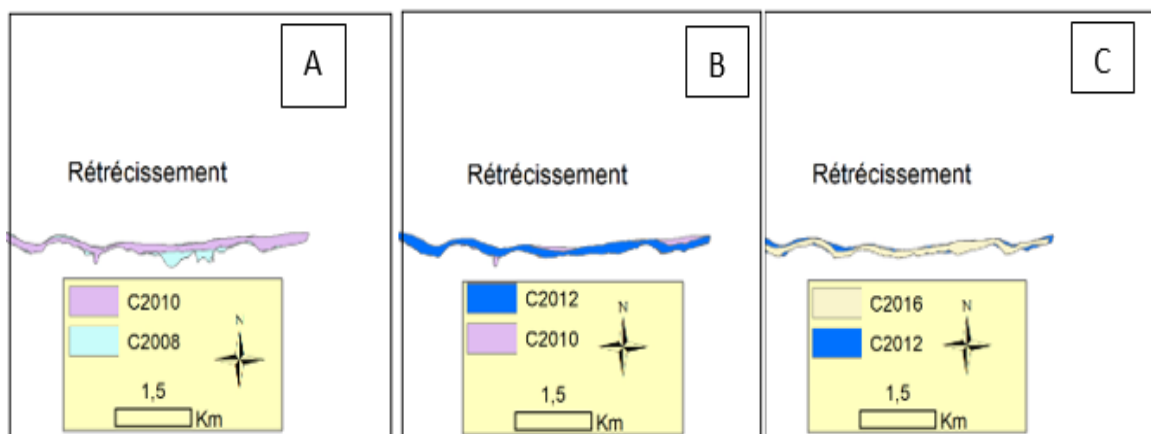 A
Rétrécissement
C2010
C2008
N
1,5
Km
B
Rétrécissement
C2012
C2010
N
1,5
Km
C
Rétrécissement
C2016
C2012
N
1,5
Km